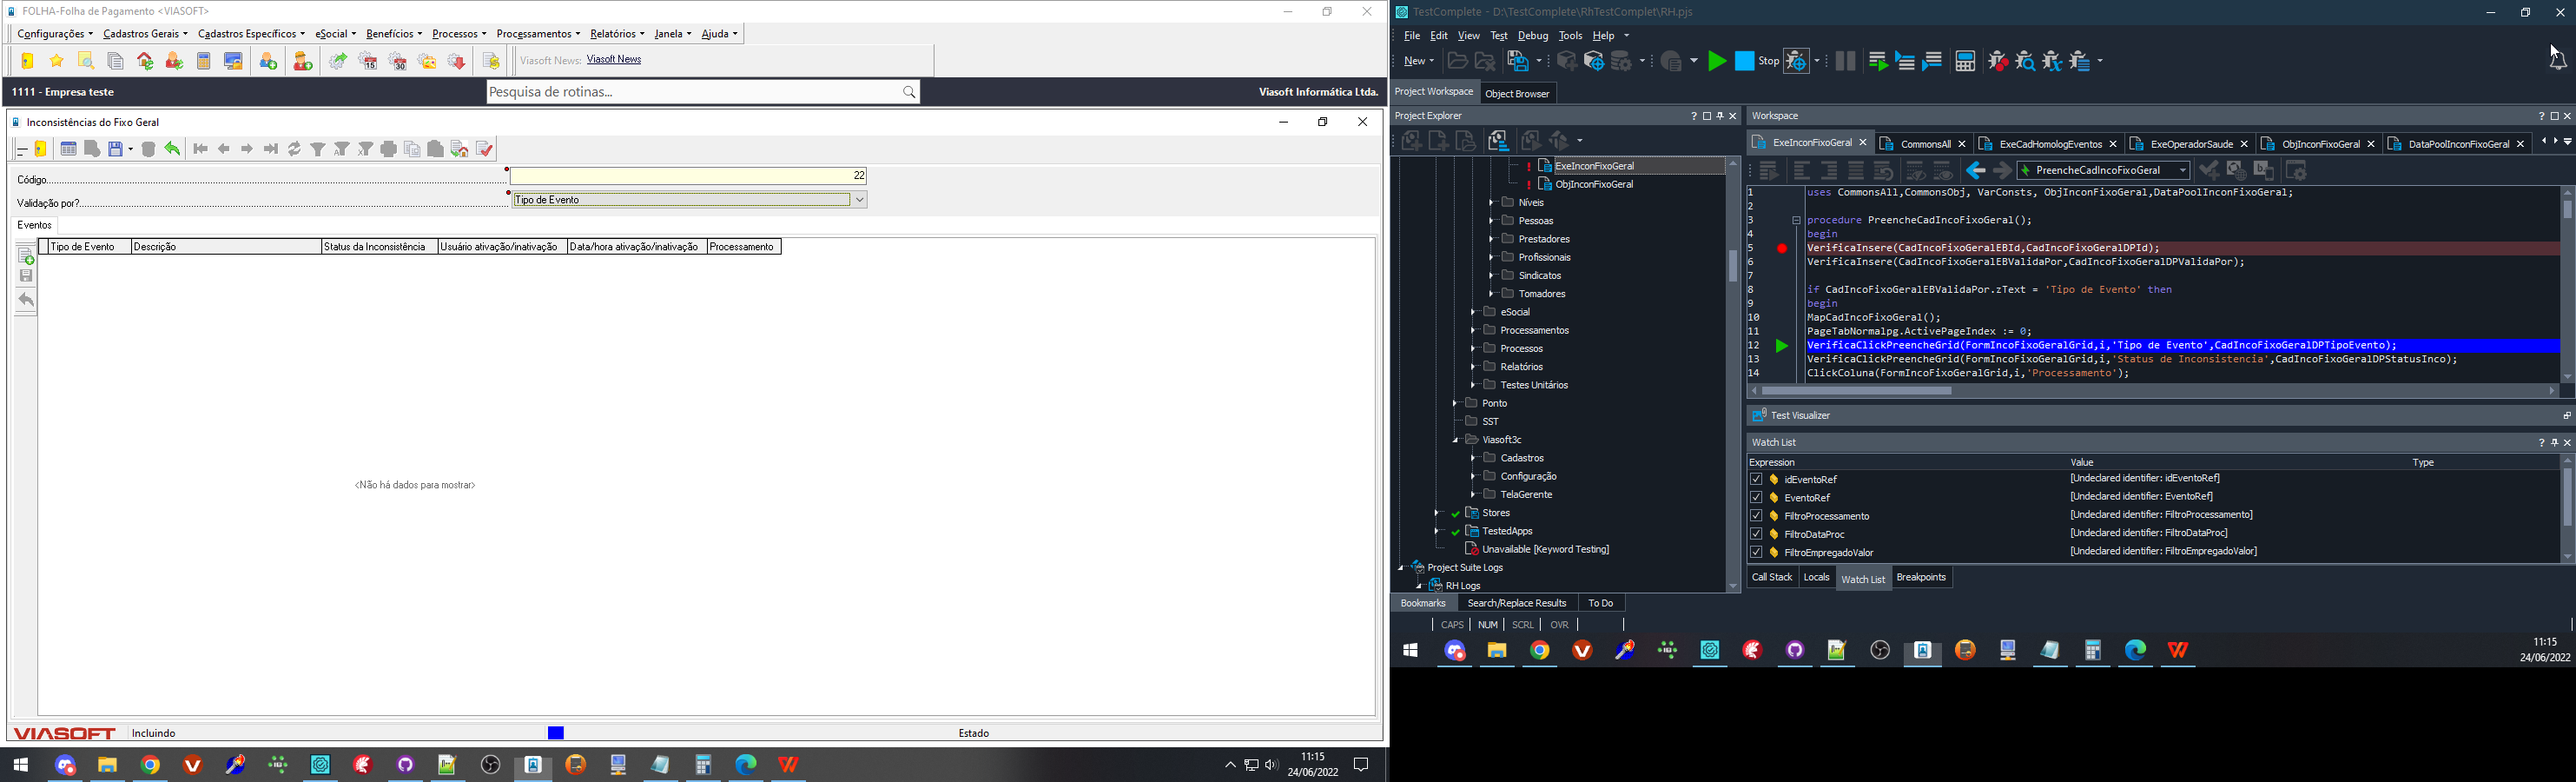 FOLHA-Folha de Pagamento <VIASOFT>
Configurações Cadastros Gerais Cadastros Específicos eSocial Benefícios Processos Processamentos Relatórios Janela Ajuda
Viasoft News: Viasoft News
1111 - Empresa teste
Pesquisa de rotinas...
Viasoft Informática Ltda.
Inconsistências do Fixo Geral
Código
22
Validação por?
Tipo de Evento
Eventos
Tipo de Evento Descrição Status da Inconsistência Usuário ativação/inativação Data/hora ativação/inativação Processamento
<Não há dados para mostrar>
VIASOFT Incluindo Estado
11:15
24/06/2022
TestComplete - D:\TestComplete\RhTestComplet\RH.pjs
File Edit View Test Debug Tools Help
New
Stop
Project Workspace Object Browser
Project Explorer
ExeInconFixoGeral
ObjInconFixoGeral
Níveis
Pessoas
Prestadores
Profissionais
Sindicatos
Tomadores
eSocial
Processamentos
Processos
Relatórios
Testes Unitários
Ponto
SST
Viasoft3c
Cadastros
Configuração
TelaGerente
Stores
TestedApps
Unavailable [Keyword Testing]
Project Suite Logs
RH Logs
Bookmarks Search/Replace Results To Do
Workspace
ExeInconFixoGeral CommonsAll ExeCadHomologEventos ExeOperadorSaude ObjInconFixoGeral DataPoolInconFixoGeral
PreencheCadIncoFixoGeral
1 uses CommonsAll,CommonsObj, VarConsts, ObjInconFixoGeral,DataPoolInconFixoGeral;
2
3 procedure PreencheCadIncoFixoGeral();
4 begin
5 VerificaInsere(CadIncoFixoGeralEBId,CadIncoFixoGeralDPId);
6 VerificaInsere(CadIncoFixoGeralEBValidaPor,CadIncoFixoGeralDPValidaPor);
7
8 if CadIncoFixoGeralEBValidaPor.zText = 'Tipo de Evento' then
9 begin
10 MapCadIncoFixoGeral();
11 PageTabNormalpg.ActivePageIndex := 0;
12 VerificaClickPreencheGrid(FormIncoFixoGeralGrid,i,'Tipo de Evento',CadIncoFixoGeralDPTipoEvento);
13 VerificaClickPreencheGrid(FormIncoFixoGeralGrid,i,'Status de Inconsistencia',CadIncoFixoGeralDPStatusInco);
14 ClickColuna(FormIncoFixoGeralGrid,i,'Processamento');
Test Visualizer
Watch List
Expression Value Type
idEventoRef [Undeclared identifier: idEventoRef]
EventoRef [Undeclared identifier: EventoRef]
FiltroProcessamento [Undeclared identifier: FiltroProcessamento]
FiltroDataProc [Undeclared identifier: FiltroDataProc]
FiltroEmpregadoValor [Undeclared identifier: FiltroEmpregadoValor]
Call Stack Locals Watch List Breakpoints
CAPS NUM SCRL OVR
11:15
24/06/2022